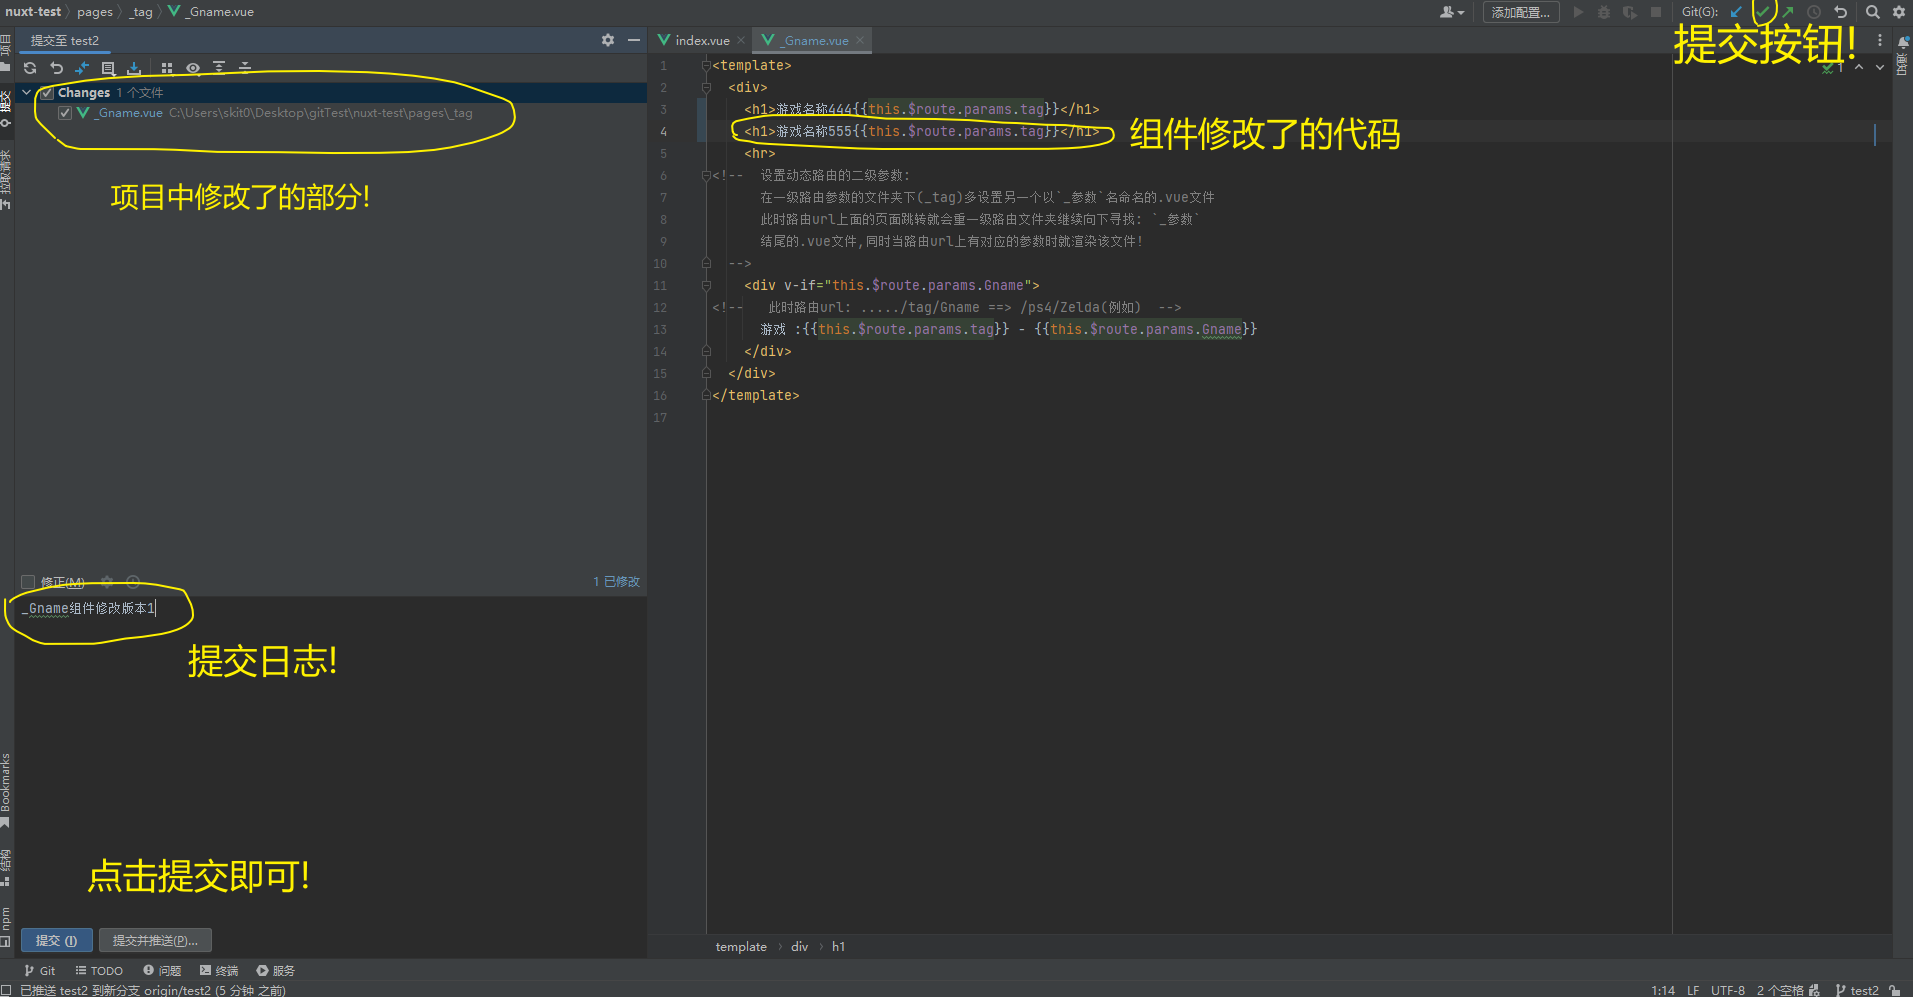 nuxt-test pages _tag _Gname.vue
添加配置...
Git(G):
提交按钮!
提交至 test2
index.vue
_Gname.vue
项目
提交
拉取请求
Bookmarks
结构
npm
通知
Changes 1 个文件
_Gname.vue C:\Users\skit0\Desktop\gitTest\nuxt-test\pages\_tag
项目中修改了的部分!
修正(M)
1 已修改
_Gname组件修改版本1
提交日志!
点击提交即可!
提交 (I)
提交并推送(P)...
1
1 <template>
2 <div>
3 <h1>游戏名称444{{this.$route.params.tag}}</h1>
4 <h1>游戏名称555{{this.$route.params.tag}}</h1>
组件修改了的代码
5 <hr>
6 <!-- 设置动态路由的二级参数:
7 在一级路由参数的文件夹下(_tag)多设置另一个以`_参数`名命名的.vue文件
8 此时路由url上面的页面跳转就会重一级路由文件夹继续向下寻找: `_参数`
9 结尾的.vue文件,同时当路由url上有对应的参数时就渲染该文件!
10 -->
11 <div v-if="this.$route.params.Gname">
12 <!-- 此时路由url: ...../tag/Gname ==> /ps4/Zelda(例如) -->
13 游戏 :{{this.$route.params.tag}} - {{this.$route.params.Gname}}
14 </div>
15 </div>
16 </template>
17
template div h1
Git TODO 问题 终端 服务
已推送 test2 到新分支 origin/test2 (5 分钟 之前)
1:14 LF UTF-8 2 个空格 test2